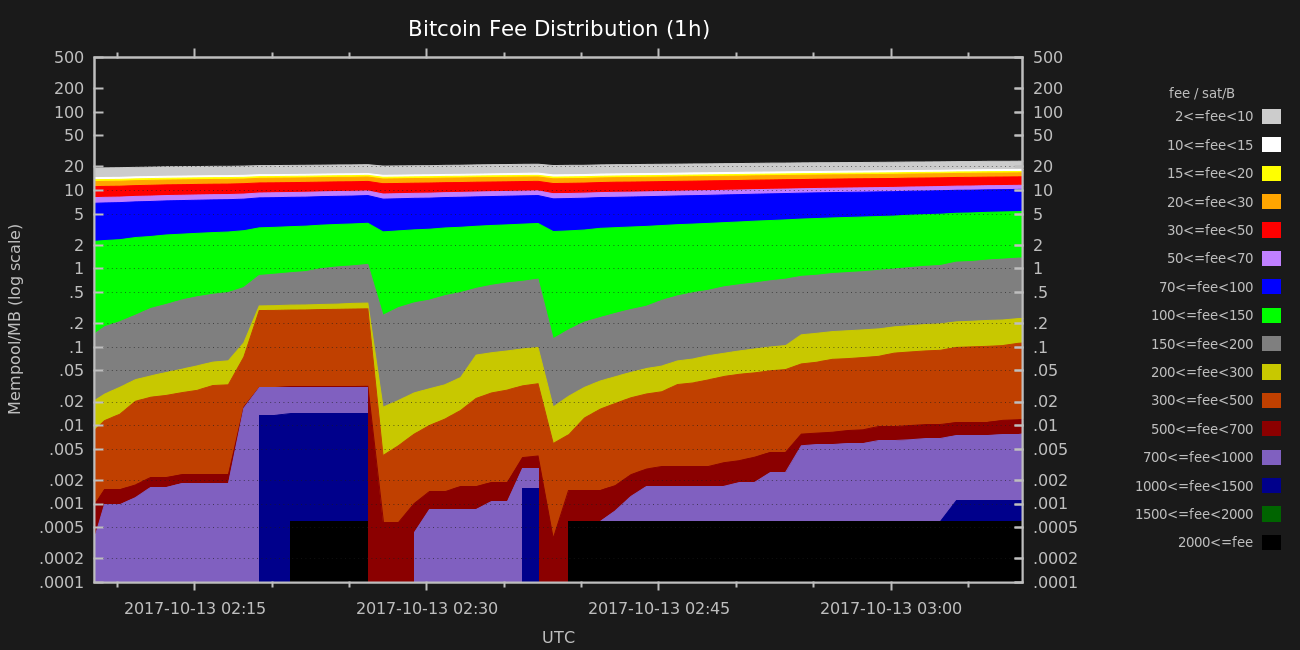 Bitcoin Fee Distribution (1h)
Mempool/MB (log scale)
500
200
100
50
20
10
5
2
1
.5
.2
.1
.05
.02
.01
.005
.002
.001
.0005
.0002
.0001
500
200
100
50
20
10
5
2
1
.5
.2
.1
.05
.02
.01
.005
.002
.001
.0005
.0002
.0001
2017-10-13 02:15
2017-10-13 02:30
2017-10-13 02:45
2017-10-13 03:00
UTC
fee / sat/B
2<=fee<10
10<=fee<15
15<=fee<20
20<=fee<30
30<=fee<50
50<=fee<70
70<=fee<100
100<=fee<150
150<=fee<200
200<=fee<300
300<=fee<500
500<=fee<700
700<=fee<1000
1000<=fee<1500
1500<=fee<2000
2000<=fee